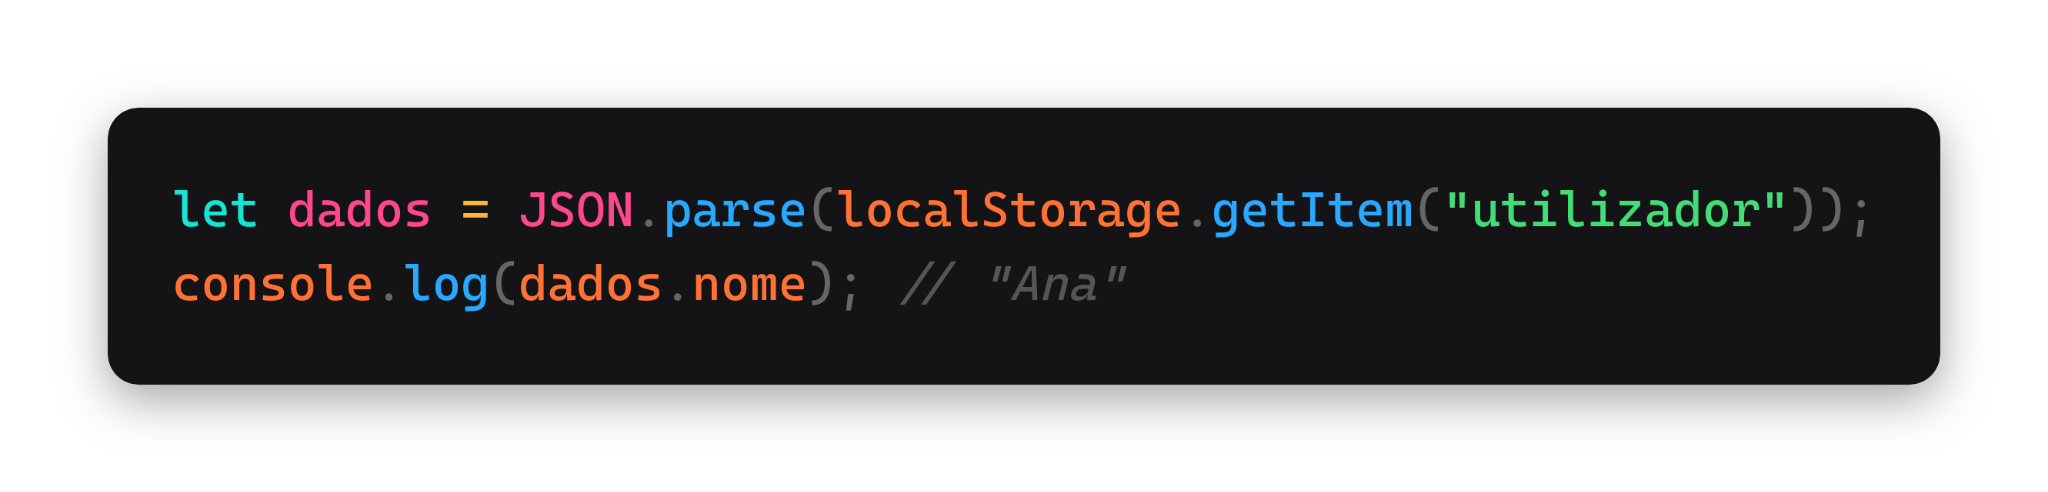 let dados = JSON.parse(localStorage.getItem("utilizador"));
console.log(dados.nome); // "Ana"